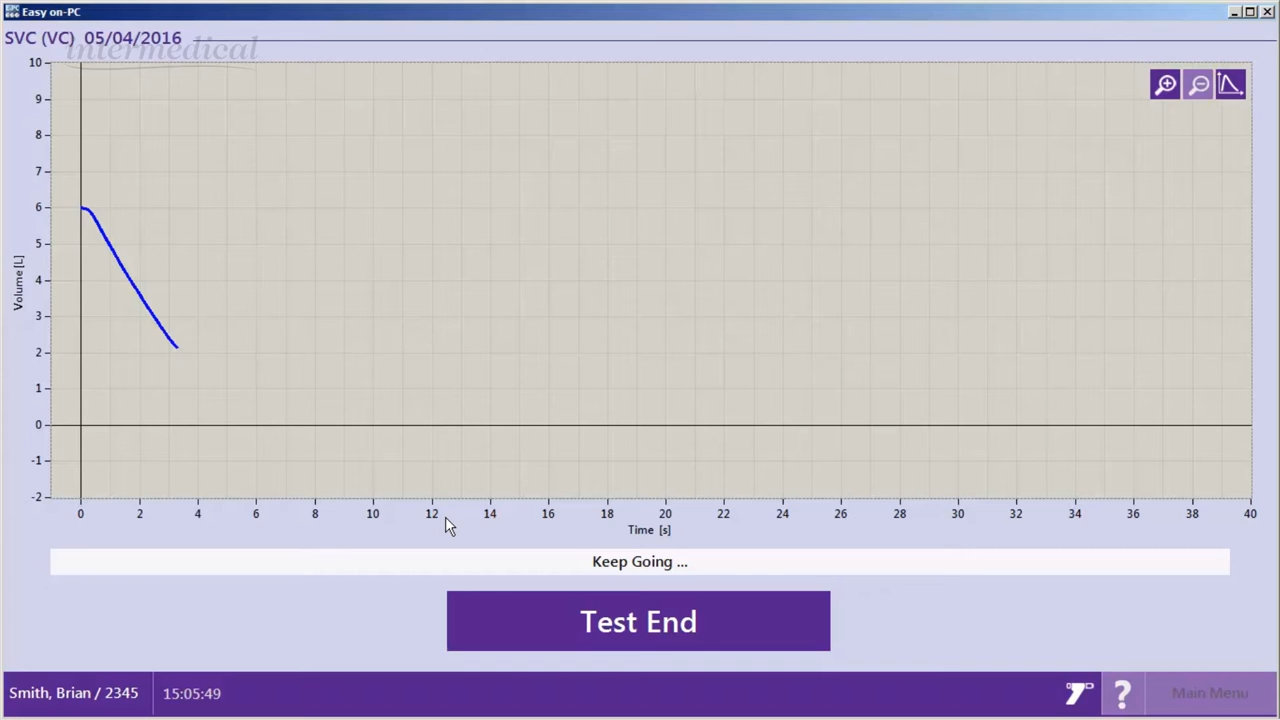 Easy on-PC
SVC (VC) 05/04/2016
intermedical
10
9
8
7
6
5
4
3
2
1
0
-1
-2
Volume [L]
0 2 4 6 8 10 12 14 16 18 20 22 24 26 28 30 32 34 36 38 40
Time [s]
Keep Going ...
Test End
Smith, Brian / 2345 15:05:49 ? Main Menu